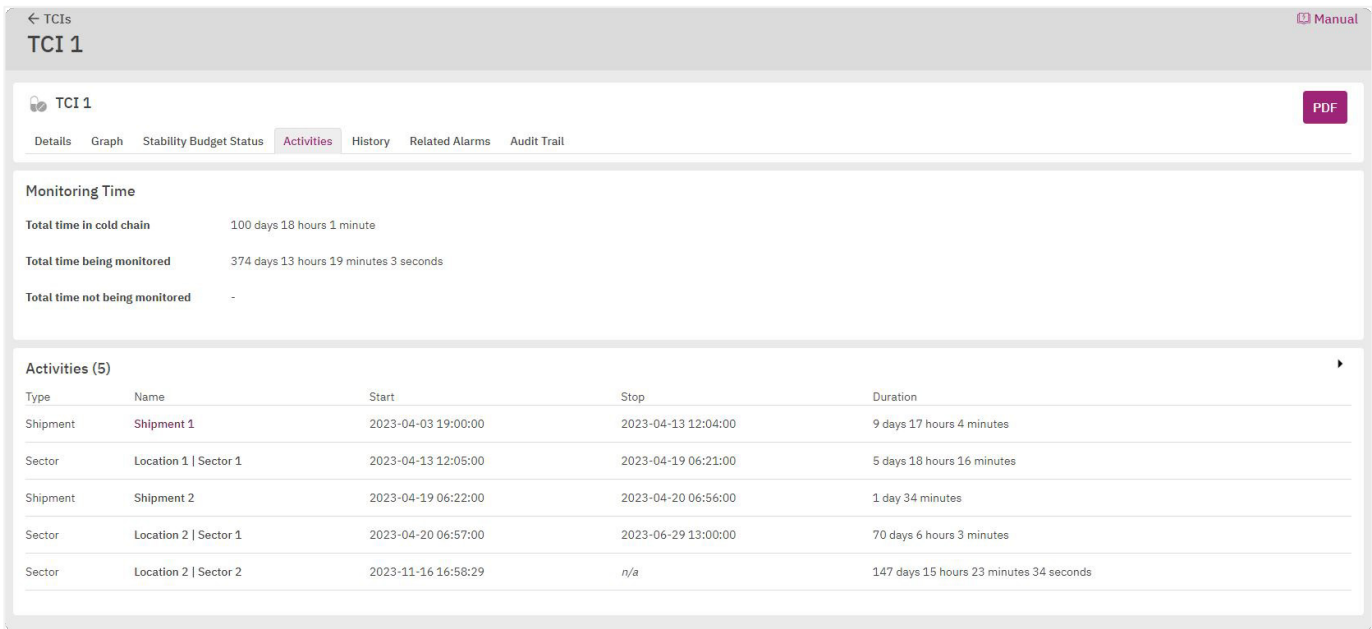 ← TCIs
Manual
TCI 1
TCI 1
PDF
Details Graph Stability Budget Status Activities History Related Alarms Audit Trail
Monitoring Time
Total time in cold chain 100 days 18 hours 1 minute
Total time being monitored 374 days 13 hours 19 minutes 3 seconds
Total time not being monitored -
Activities (5)
Type Name Start Stop Duration
Shipment Shipment 1 2023-04-03 19:00:00 2023-04-13 12:04:00 9 days 17 hours 4 minutes
Sector Location 1 | Sector 1 2023-04-13 12:05:00 2023-04-19 06:21:00 5 days 18 hours 16 minutes
Shipment Shipment 2 2023-04-19 06:22:00 2023-04-20 06:56:00 1 day 34 minutes
Sector Location 2 | Sector 1 2023-04-20 06:57:00 2023-06-29 13:00:00 70 days 6 hours 3 minutes
Sector Location 2 | Sector 2 2023-11-16 16:58:29 n/a 147 days 15 hours 23 minutes 34 seconds